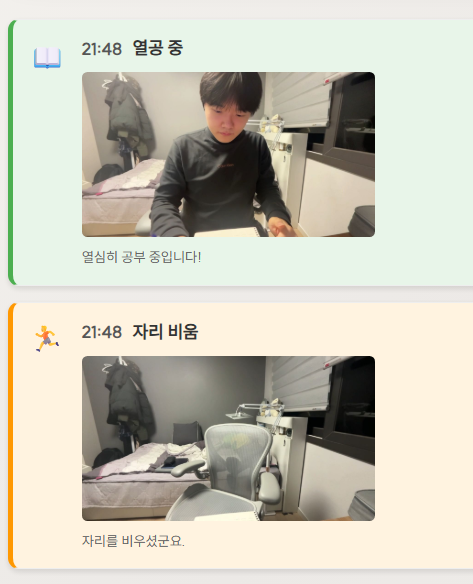 21:48 열공 중
열심히 공부 중입니다!
21:48 자리 비움
자리를 비우셨군요.